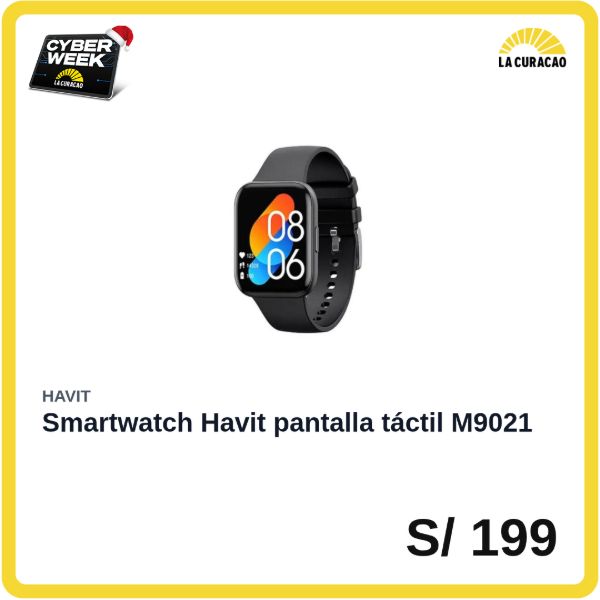 CYBER
WEEK
LA CURACAO
LA CURACAO
08
06
HAVIT
Smartwatch Havit pantalla táctil M9021
S/ 199